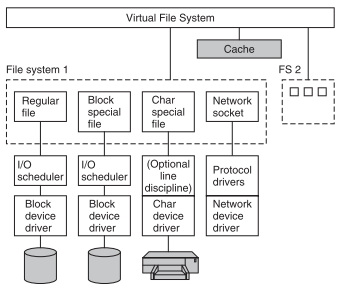 Virtual File System
Cache
File system 1
FS 2
Regular
file
Block
special
file
Char
special
file
Network
socket
I/O
scheduler
I/O
scheduler
(Optional
line
discipline)
Protocol
drivers
Block
device
driver
Block
device
driver
Char
device
driver
Network
device
driver